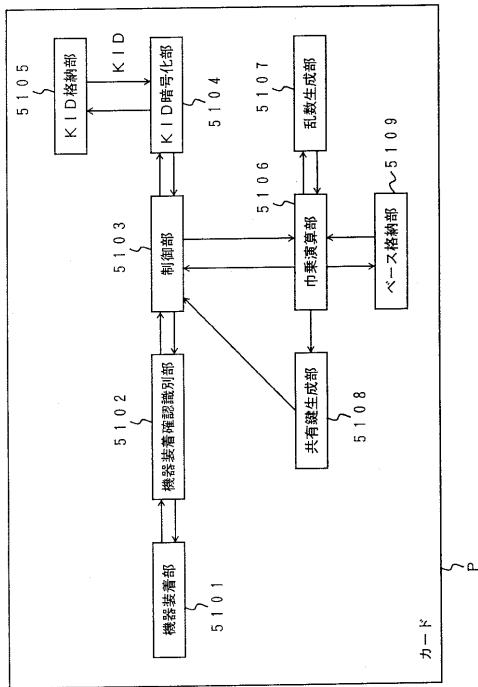 5105
KID格納部
KID
KID暗号化部
5104
5107
乱数生成部
5103
制御部
5106
巾乗演算部
5109
ベース格納部
5102
機器装着確認識別部
共有鍵生成部
5108
機器装着部
5101
カード
P